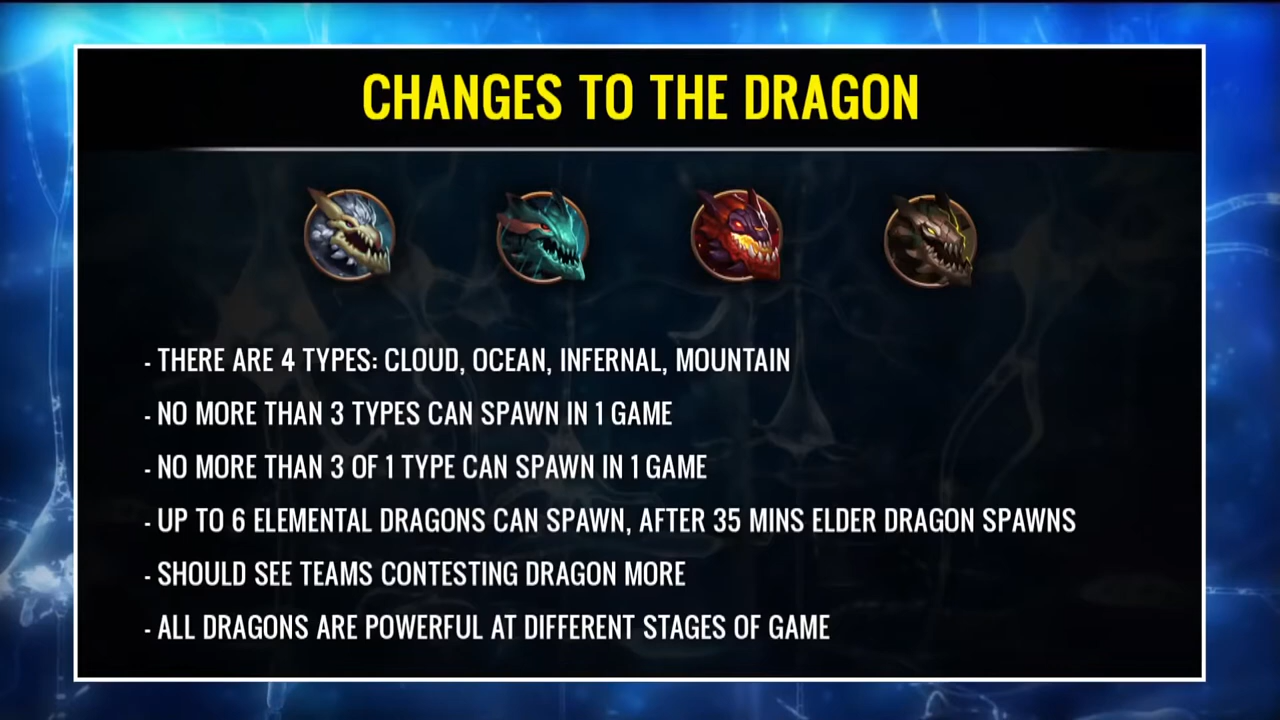 CHANGES TO THE DRAGON
- THERE ARE 4 TYPES: CLOUD, OCEAN, INFERNAL, MOUNTAIN
- NO MORE THAN 3 TYPES CAN SPAWN IN 1 GAME
- NO MORE THAN 3 OF 1 TYPE CAN SPAWN IN 1 GAME
- UP TO 6 ELEMENTAL DRAGONS CAN SPAWN, AFTER 35 MINS ELDER DRAGON SPAWNS
- SHOULD SEE TEAMS CONTESTING DRAGON MORE
- ALL DRAGONS ARE POWERFUL AT DIFFERENT STAGES OF GAME